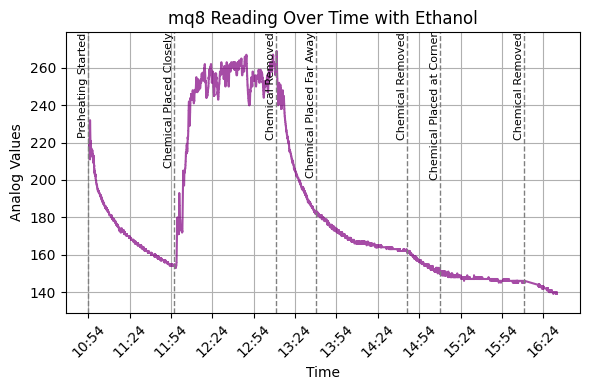 mq8 Reading Over Time with Ethanol
Analog Values
260
240
220
200
180
160
140
Preheating Started
Chemical Placed Closely
Chemical Removed
Chemical Placed Far Away
Chemical Removed
Chemical Placed at Corner
Chemical Removed
10:54
11:24
11:54
12:24
12:54
13:24
13:54
14:24
14:54
15:24
15:54
16:24
Time